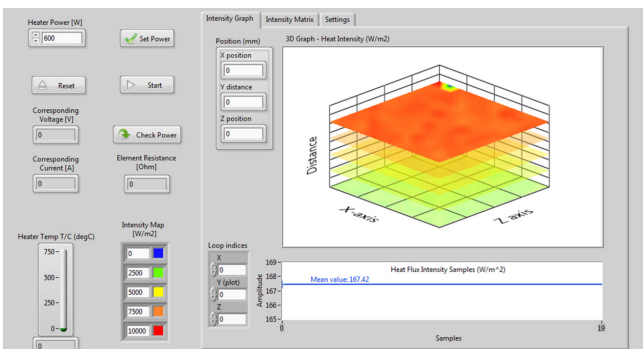 Heater Power [W]
600
Set Power
Reset
Start
Corresponding
Voltage [V]
0
Check Power
Corresponding
Current [A]
0
Element Resistance
[Ohm]
0
Heater Temp T/C (degC)
750
500
250
0
0
Intensity Map
[W/m2]
0
2500
5000
7500
10000
Intensity Graph
Intensity Matrix
Settings
Position (mm)
X position
0
Y distance
0
Z position
0
3D Graph - Heat Intensity (W/m2)
Distance
X-axis
Z axis
Loop indices
X
0
Y (plot)
0
Z
0
Heat Flux Intensity Samples (W/m^2)
Mean value: 167.42
Amplitude
169
168
167
166
165
0
19
Samples